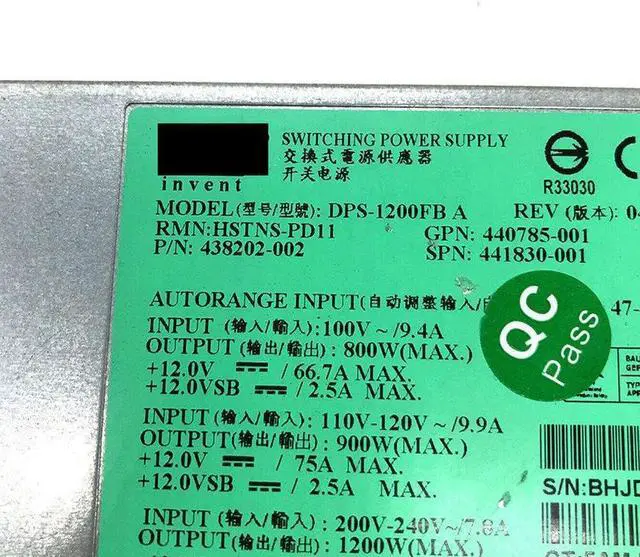 SWITCHING POWER SUPPLY
交換式電源供應器
开关电源
invent
R33030
MODEL(型号/型號): DPS-1200FB A REV (版本): 0
RMN:HSTNS-PD11 GPN: 440785-001
P/N: 438202-002 SPN: 441830-001
AUTORANGE INPUT(自动调整输入/ 47-
INPUT (输入/輸入):100V ~ /9.4A
OUTPUT (输出/輸出): 800W(MAX.)
+12.0V / 66.7A MAX.
+12.0VSB / 2.5A MAX.
QC
Pass
INPUT (输入/輸入): 110V-120V ~ /9.9A
OUTPUT(输出/輸出): 900W(MAX.)
+12.0V / 75A MAX.
+12.0VSB / 2.5A MAX.
S/N:BHJD
INPUT (输入/輸入): 200V-240V~/7.8A
OUTPUT (输出/輸出): 1200W(MAX.)